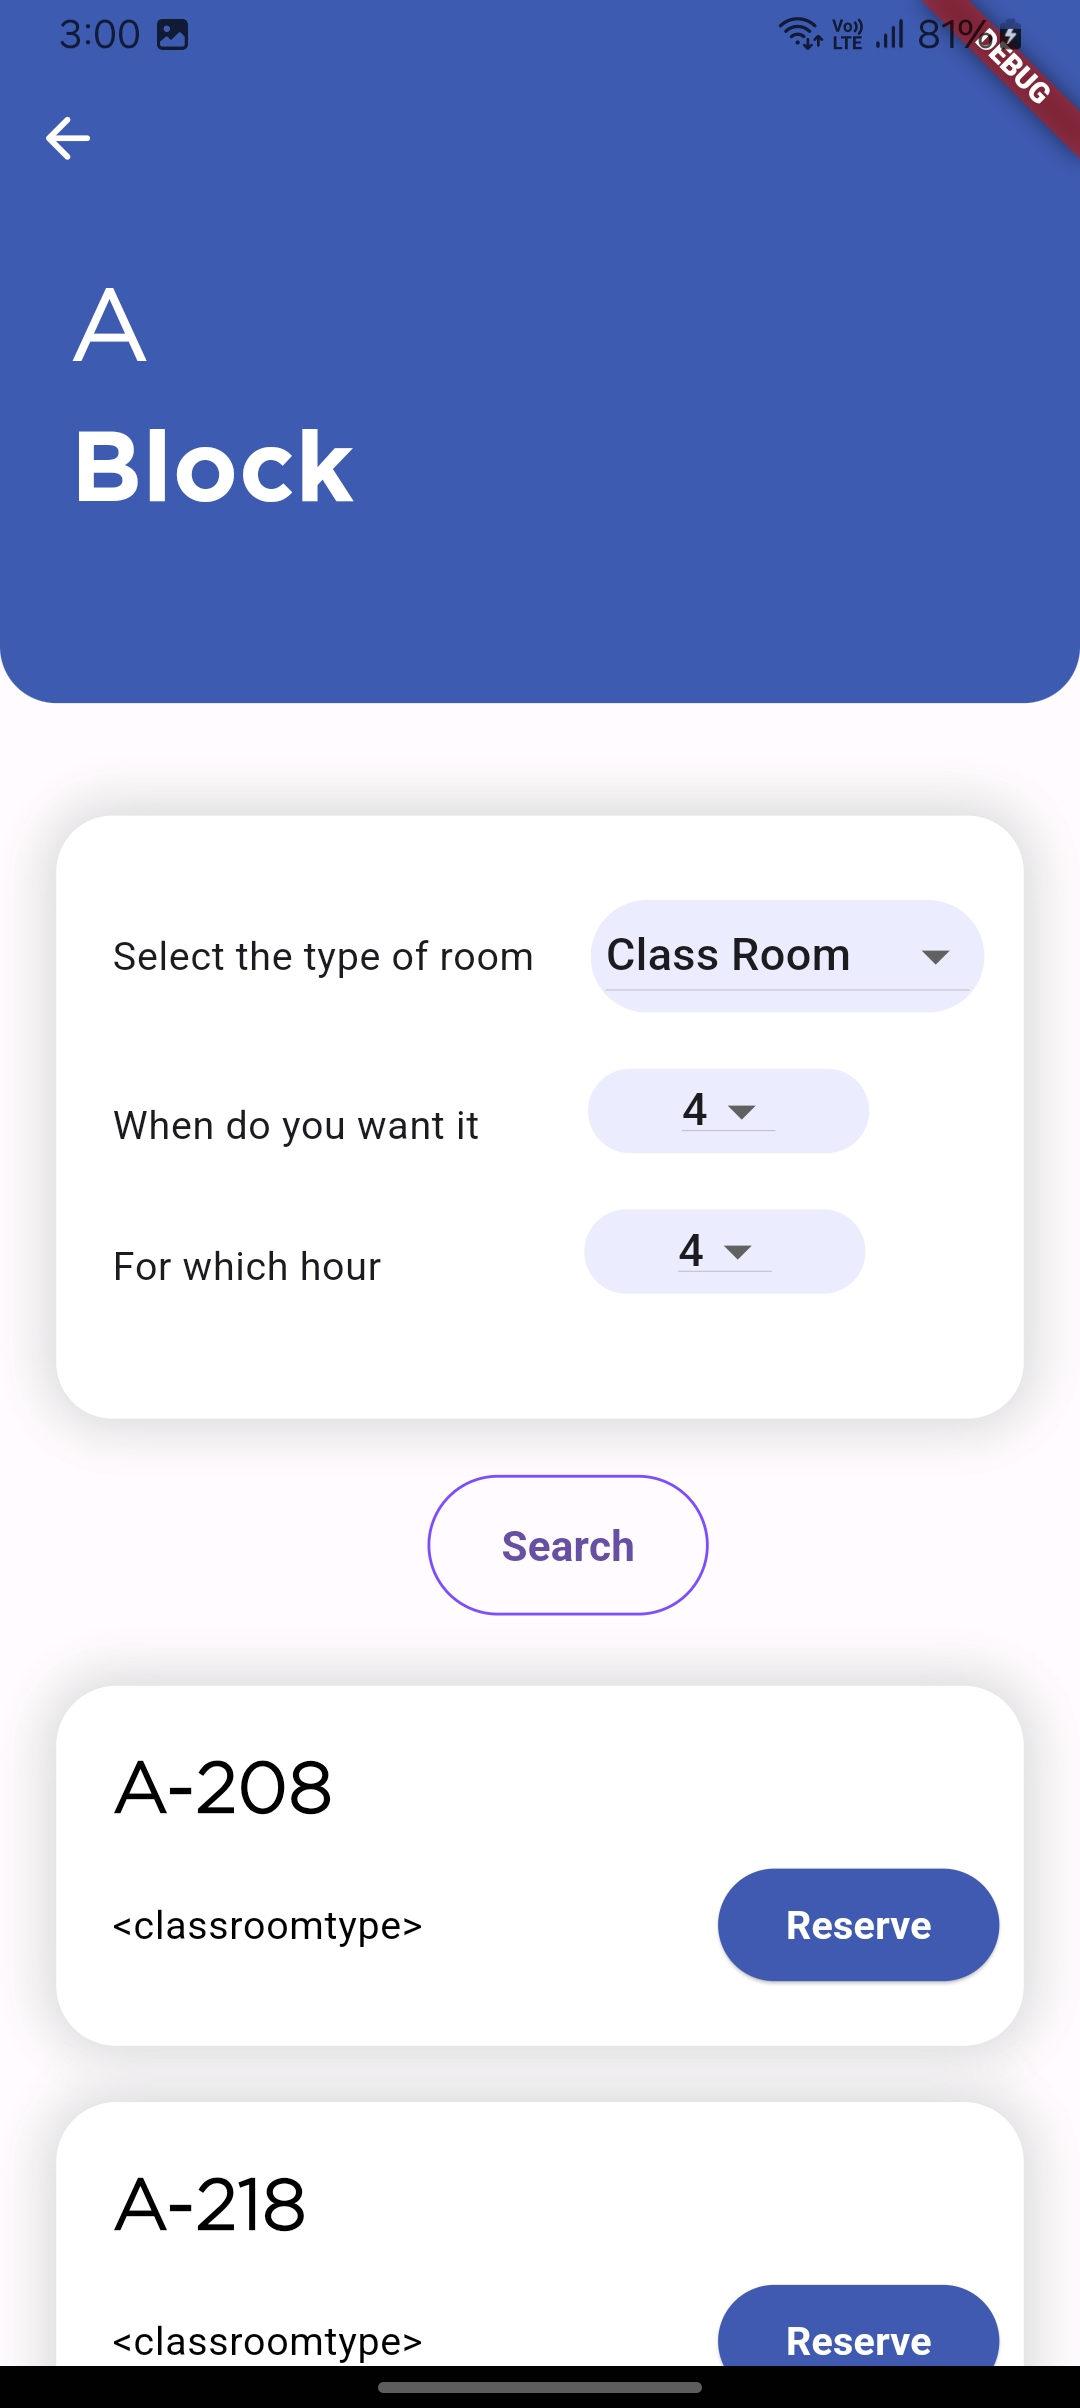 3:00 Vo)) LTE 81%
DEBUG
A
Block
Select the type of room Class Room
When do you want it 4
For which hour 4
Search
A-208
<classroomtype> Reserve
A-218
<classroomtype> Reserve